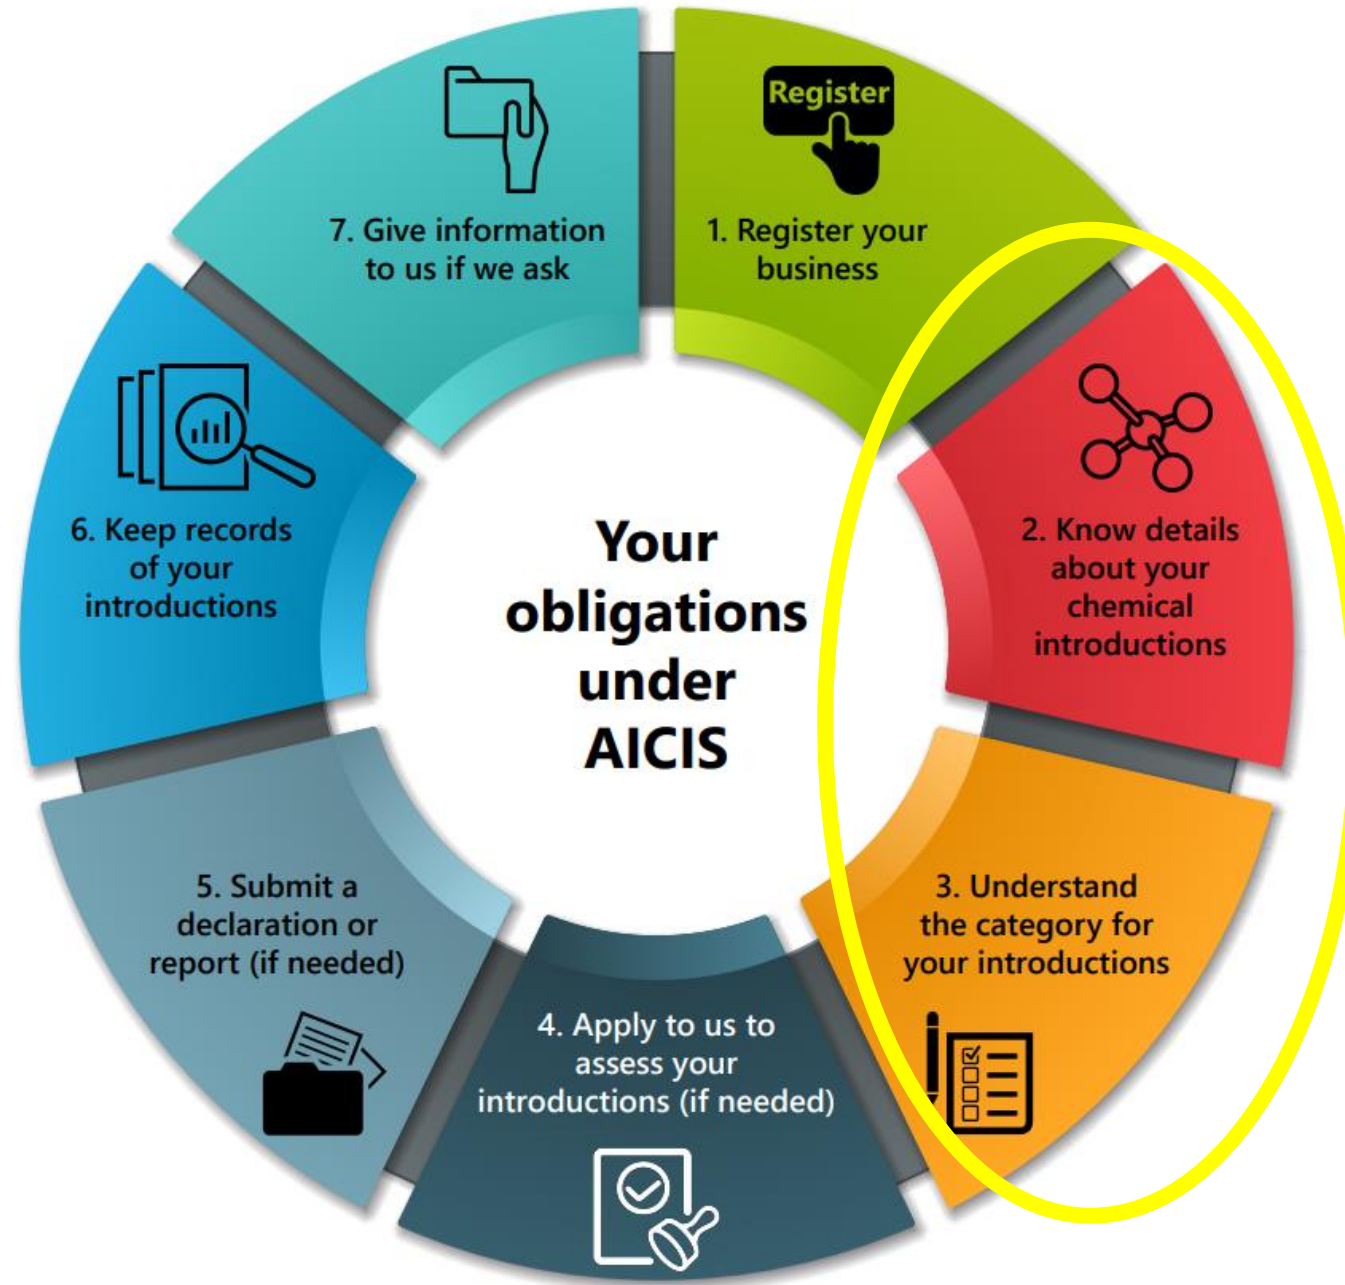 Your
obligations
under
AICIS
Register
1. Register your
business
2. Know details
about your
chemical
introductions
3. Understand
the category for
your introductions
4. Apply to us to
assess your
introductions (if needed)
5. Submit a
declaration or
report (if needed)
6. Keep records
of your
introductions
7. Give information
to us if we ask